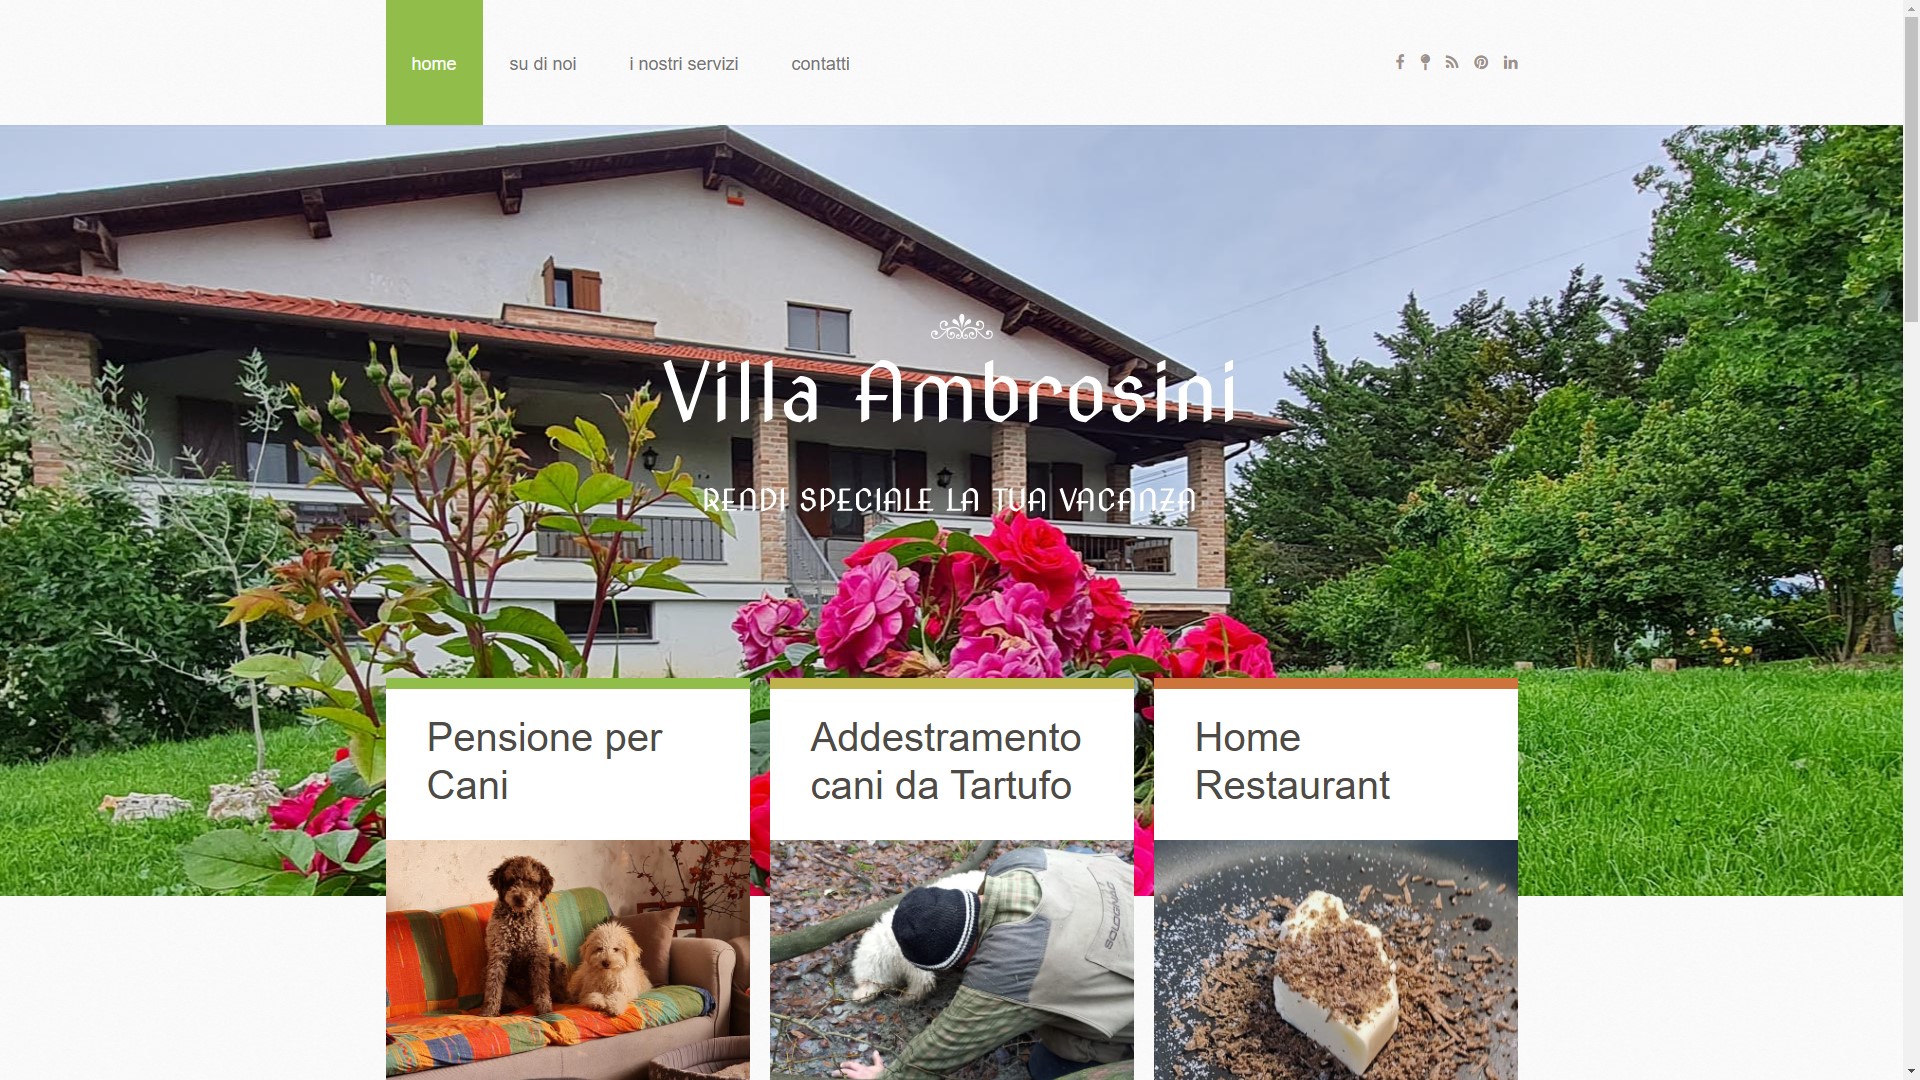 home
su di noi
i nostri servizi
contatti
Villa Ambrosini
RENDI SPECIALE LA TUA VACANZA
Pensione per
Cani
Addestramento
cani da Tartufo
Home
Restaurant
SOLOGNAC